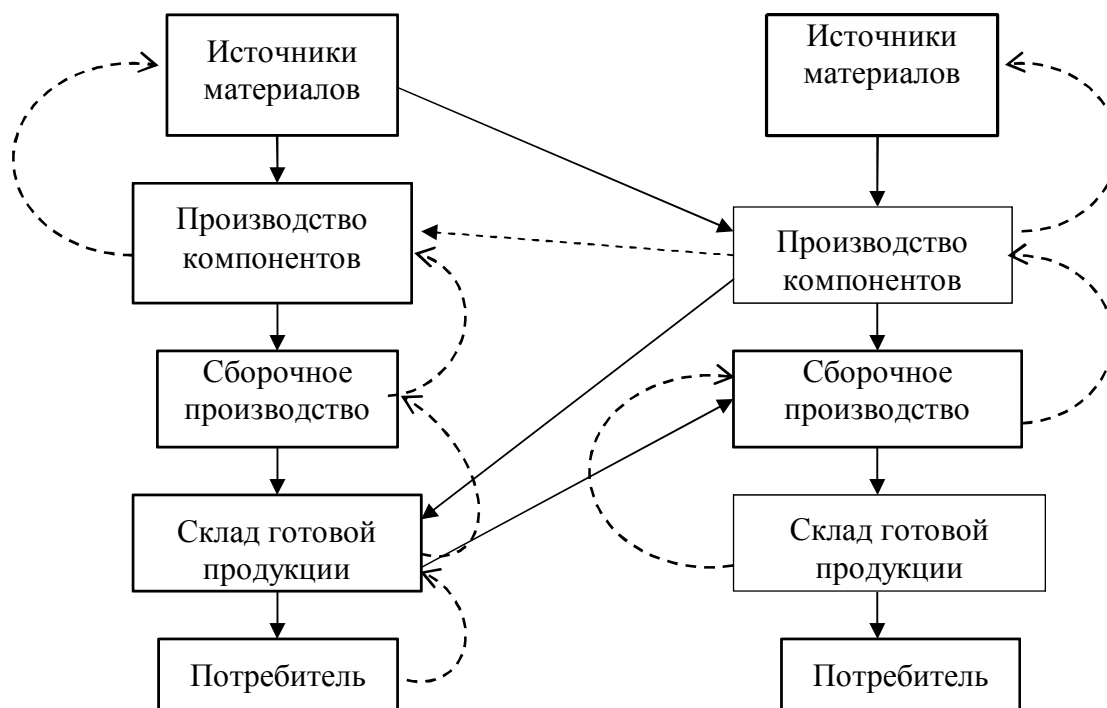 Источники
материалов
Производство
компонентов
Сборочное
производство
Склад готовой
продукции
Потребитель
Источники
материалов
Производство
компонентов
Сборочное
производство
Склад готовой
продукции
Потребитель